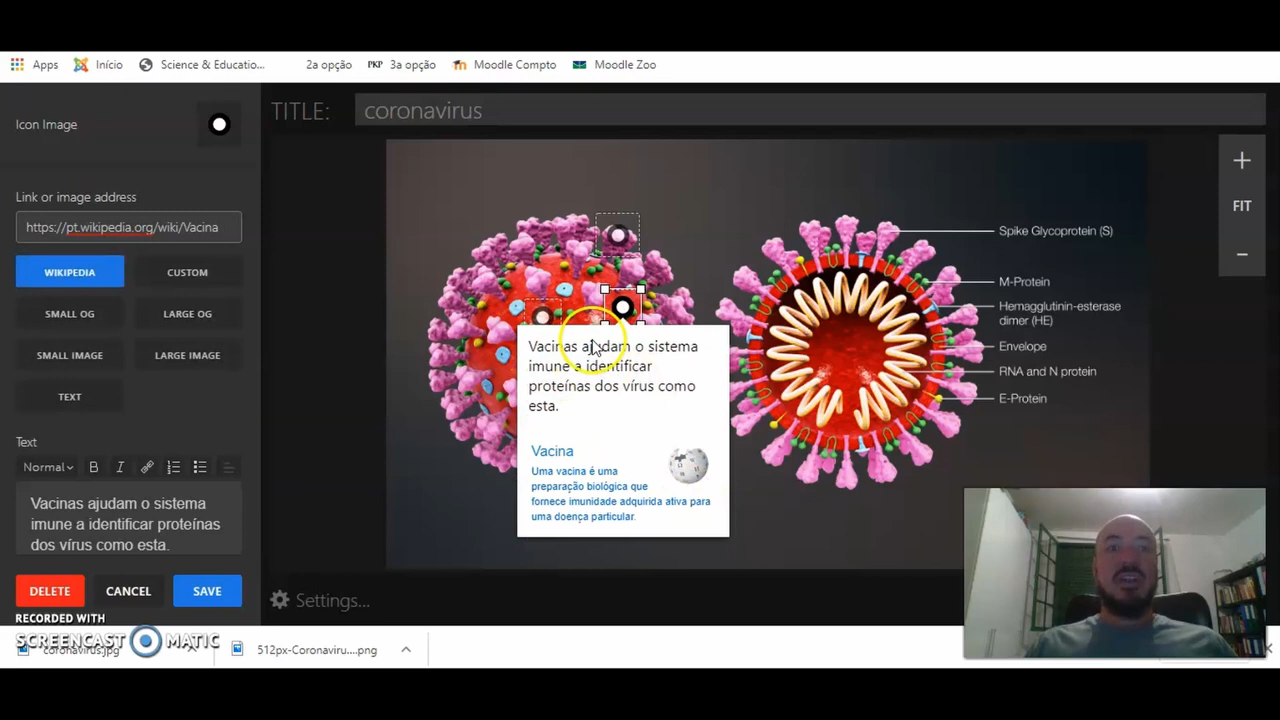 Apps
Início
Science & Educatio...
2a opção
PKP 3a opção
Moodle Compto
Moodle Zoo
Icon Image
TITLE: coronavirus
Link or image address
https://pt.wikipedia.org/wiki/Vacina
WIKIPEDIA
CUSTOM
SMALL OG
LARGE OG
SMALL IMAGE
LARGE IMAGE
TEXT
Text
Normal
B
I
Vacinas ajudam o sistema
imune a identificar proteínas
dos vírus como esta.
DELETE
CANCEL
SAVE
FIT
Spike Glycoprotein (S)
M-Protein
Hemagglutinin-esterase
dimer (HE)
Envelope
RNA and N protein
E-Protein
Vacinas ajudam o sistema
imune a identificar
proteínas dos vírus como
esta.
Vacina
Uma vacina é uma
preparação biológica que
fornece imunidade adquirida ativa para
uma doença particular.
Settings...
RECORDED WITH
SCREENCAST MATIC
coronavirus.jpg
512px-Coronaviru....png